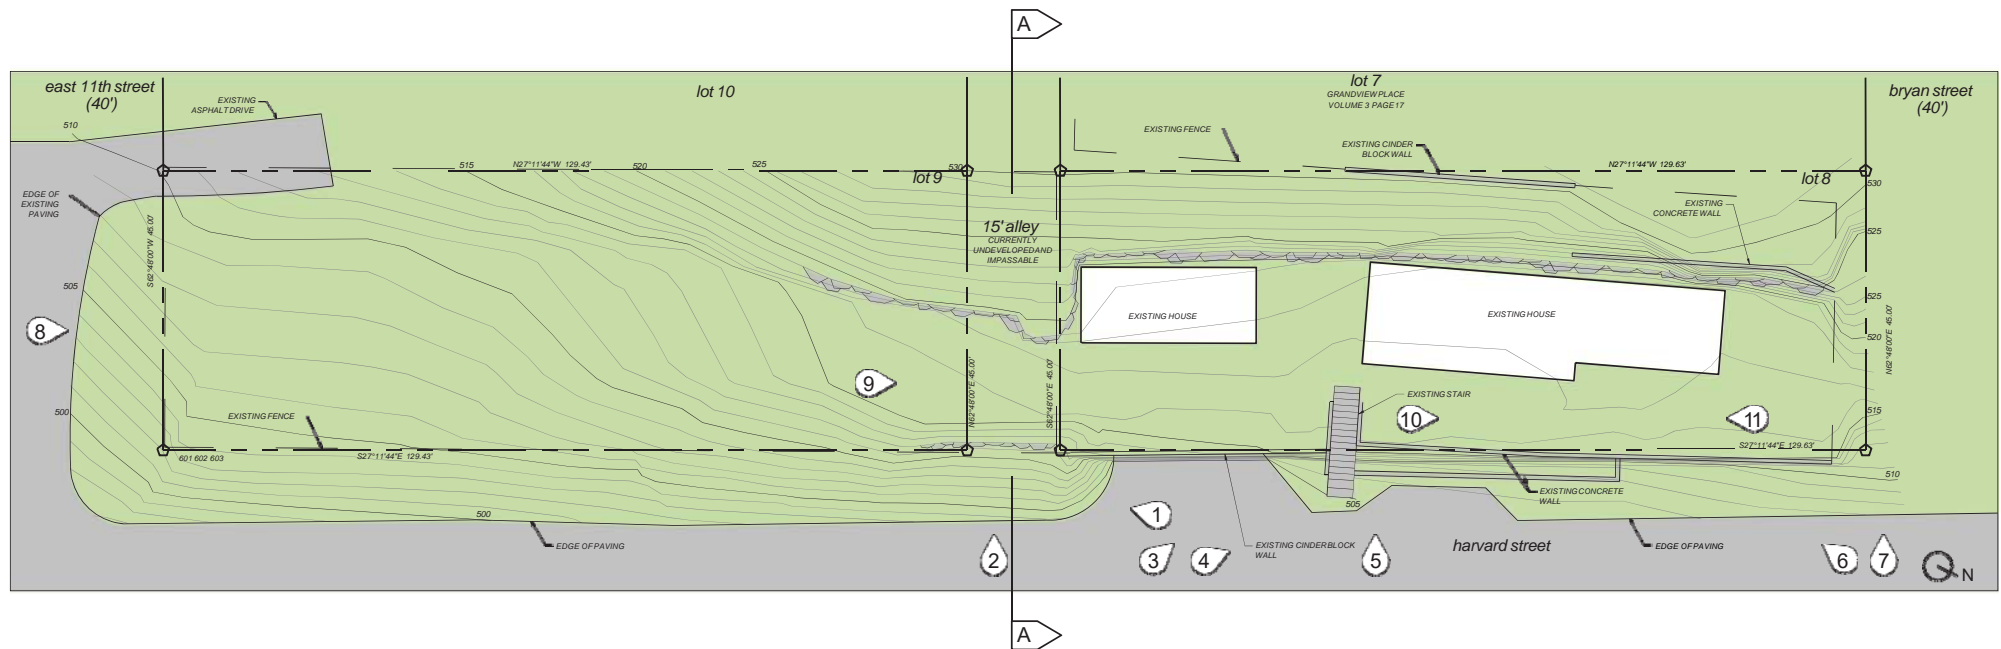 A
east 11th street
(40')
lot 10
lot 7
GRANDVIEW PLACE
VOLUME 3 PAGE 17
bryan street
(40')
EXISTING
ASPHALT DRIVE
510
EXISTING FENCE
EXISTING CINDER
BLOCK WALL
515
N27°11'44"W 129.43'
520
525
530
lot 9
N27°11'44"W 129.63'
lot 8
530
EDGE OF
EXISTING
PAVING
S62°48'00"W 45.00'
15' alley
CURRENTLY
UNDEVELOPED AND
IMPASSABLE
EXISTING
CONCRETE WALL
525
505
525
8
EXISTING HOUSE
EXISTING HOUSE
520
N62°48'00"E 45.00'
9
N62°48'00"E 45.00'
S62°48'00"E 45.00'
EXISTING STAIR
500
EXISTING FENCE
10
11
515
601 602 603
S27°11'44"E 129.43'
S27°11'44"E 129.63'
510
EXISTING CONCRETE
WALL
505
500
1
EDGE OF PAVING
2
3
4
EXISTING CINDERBLOCK
WALL
5
harvard street
EDGE OF PAVING
6
7
N
A